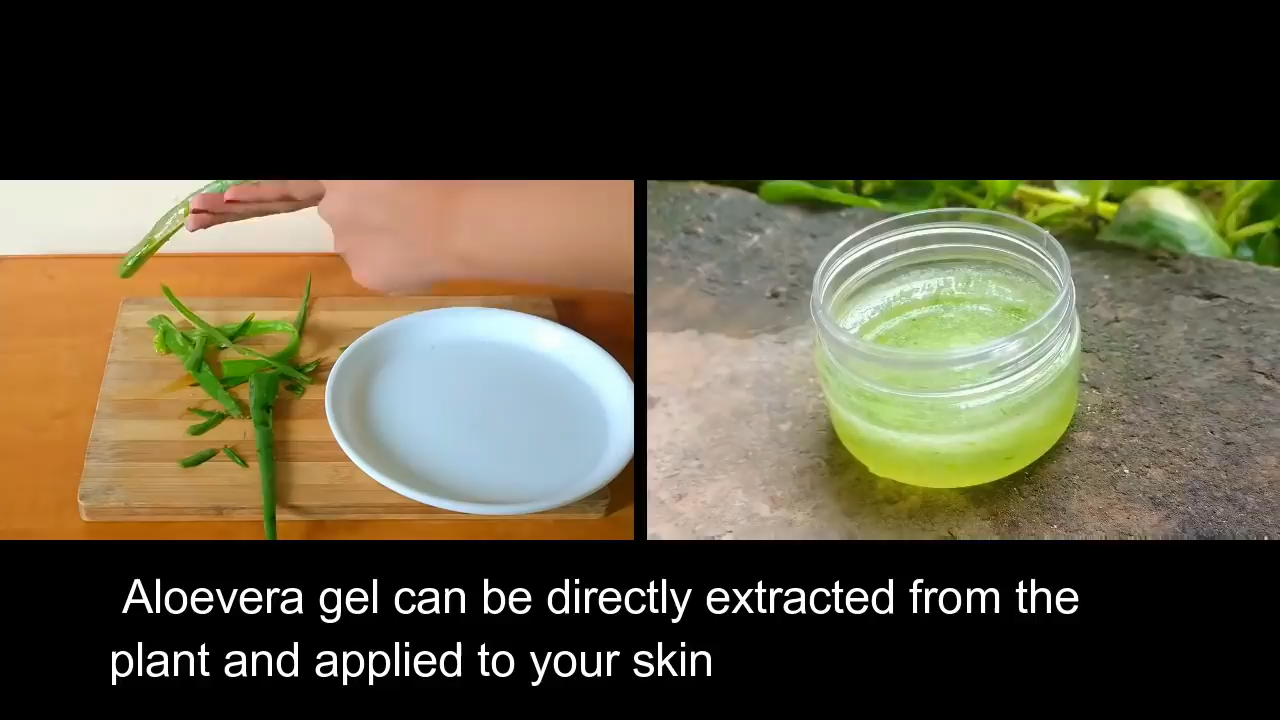 Aloevera gel can be directly extracted from the
plant and applied to your skin